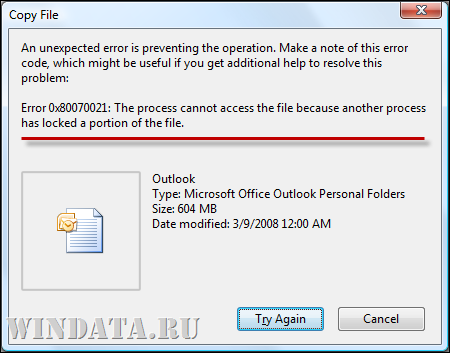 Copy File
An unexpected error is preventing the operation. Make a note of this error
code, which might be useful if you get additional help to resolve this
problem:
Error 0x80070021: The process cannot access the file because another process
has locked a portion of the file.
Outlook
Type: Microsoft Office Outlook Personal Folders
Size: 604 MB
Date modified: 3/9/2008 12:00 AM
Try Again
Cancel
WINDATA.RU